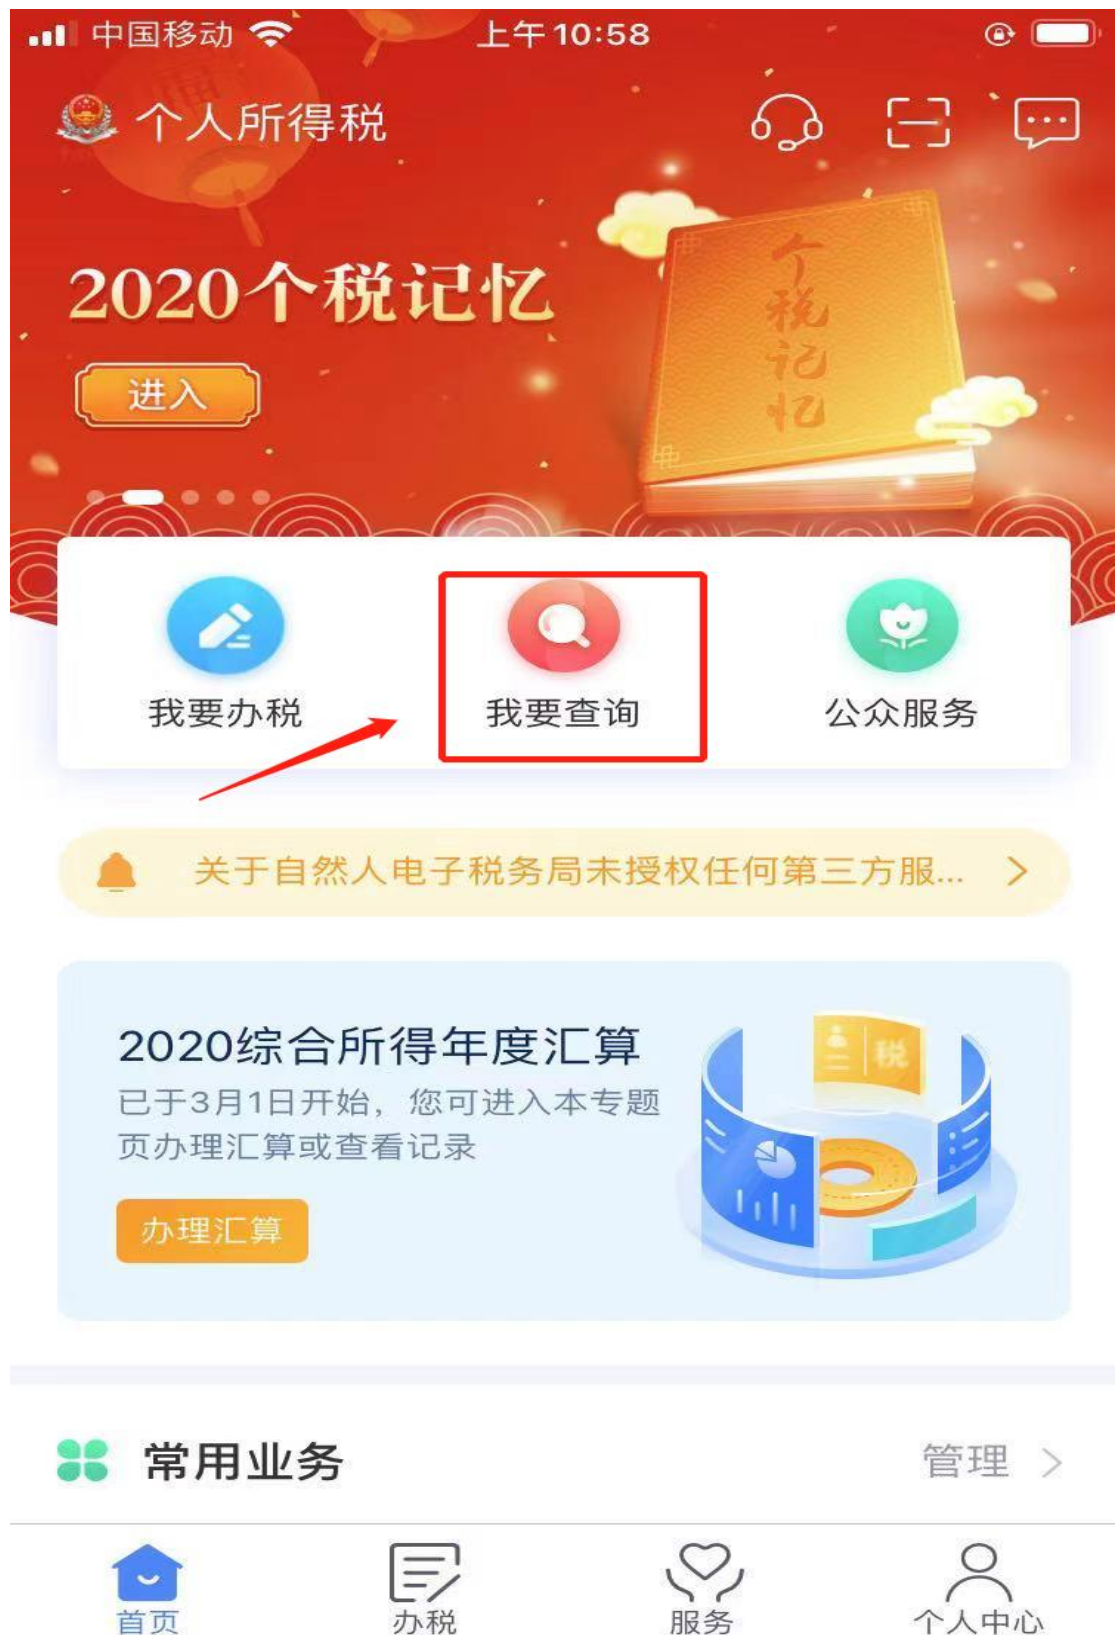 中国移动 上午10:58
个人所得税
2020个税记忆
个税记忆
进入
我要办税 我要查询 公众服务
关于自然人电子税务局未授权任何第三方服...
2020综合所得年度汇算
已于3月1日开始，您可进入本专题
页办理汇算或查看记录
税
办理汇算
常用业务 管理
首页 办税 服务 个人中心